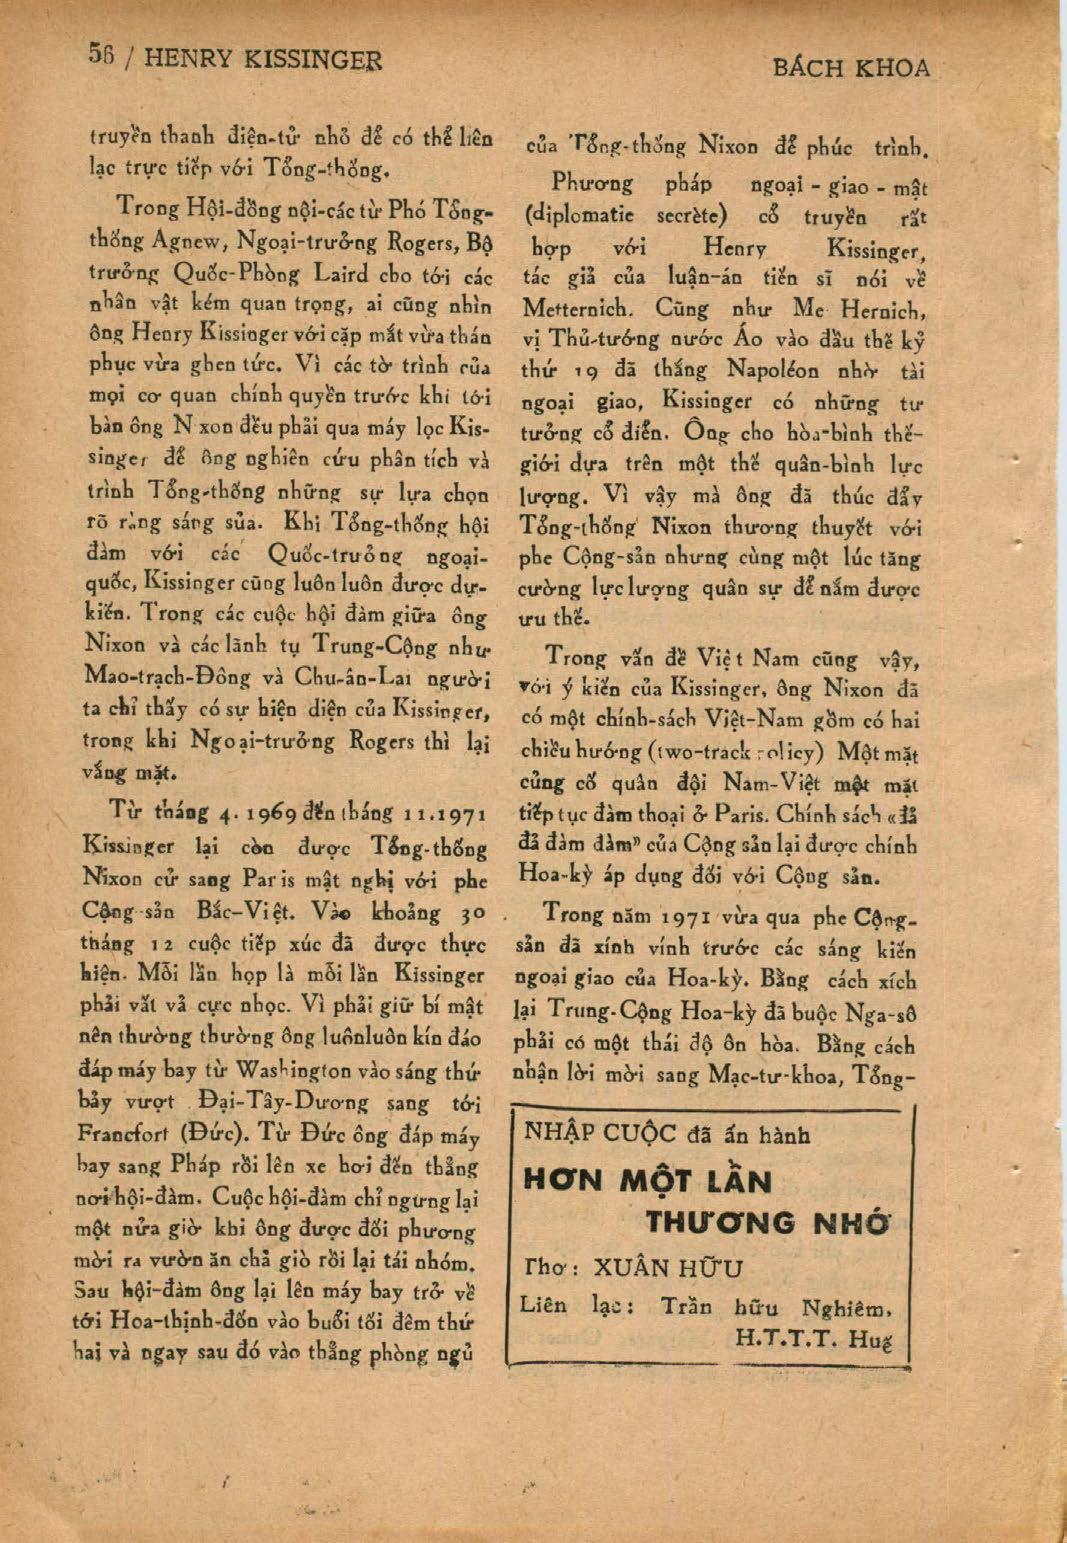 56 / HENRY KISSINGER
BÁCH KHOA
truyền thanh điện-tử nhỏ để có thể liên
lạc trực tiếp với Tổng-thống.
Trong Hội-đồng nội-các từ Phó Tổng-
thống Agnew, Ngoại-trưởng Rogers, Bộ
trưởng Quốc-Phòng Laird cho tới các
nhân vật kém quan trọng, ai cũng nhìn
ông Henry Kissinger với cặp mắt vừa thán
phục vừa ghen tức. Vì các tờ trình của
mọi cơ quan chính quyền trước khi tới
bàn ông N xon đều phải qua máy lọc Kis-
singer để ông nghiên cứu phân tích và
trình Tổng-thống những sự lựa chọn
rõ ràng sáng sủa. Khi Tổng-thống hội
đàm với các Quốc-trưởng ngoại-
quốc, Kissinger cũng luôn luôn được dự-
kiến. Trong các cuộc hội đàm giữa ông
Nixon và các lãnh tụ Trung-Cộng như
Mao-trạch-Đông và Chu-ân-Lai người
ta chỉ thấy có sự hiện diện của Kissinger,
trong khi Ngoại-trưởng Rogers thì lại
vắng mặt.
Từ tháng 4. 1969 đến tháng 11.1971
Kissinger lại còn được Tổng-thống
Nixon cử sang Paris mật nghị với phe
Cộng-sản Bắc-Việt. Vào khoảng 30
tháng 12 cuộc tiếp xúc đã được thực
hiện. Mỗi lần họp là mỗi lần Kissinger
phải vất vả cực nhọc. Vì phải giữ bí mật
nên thường thường ông luônluôn kín đáo
đáp máy bay từ Washington vào sáng thứ
bảy vượt Đại-Tây-Dương sang tới
Francfort (Đức). Từ Đức ông đáp máy
bay sang Pháp rồi lên xe hơi đến thẳng
nơi hội-đàm. Cuộc hội-đàm chỉ ngưng lại
một nửa giờ khi ông được đối phương
mời ra vườn ăn chả giò rồi lại tái nhóm.
Sau hội-đàm ông lại lên máy bay trở về
tới Hoa-thịnh-đốn vào buổi tối đêm thứ
hai và ngay sau đó vào thẳng phòng ngủ
của Tổng-thống Nixon để phúc trình.
Phương pháp ngoại - giao - mật
(diplomatie secrète) cổ truyền rất
hợp với Henry Kissinger,
tác giả của luận-án tiến sĩ nói về
Metternich. Cũng như Me Hernich,
vị Thủ-tướng nước Áo vào đầu thế kỷ
thứ 19 đã thắng Napoléon nhờ tài
ngoại giao, Kissinger có những tư
tưởng cổ điển. Ông cho hòa-bình thế-
giới dựa trên một thế quân-bình lực
lượng. Vì vậy mà ông đã thúc đẩy
Tổng-thống Nixon thương thuyết với
phe Cộng-sản nhưng cùng một lúc tăng
cường lực lượng quân sự để nắm được
ưu thế.
Trong vấn đề Việt Nam cũng vậy,
với ý kiến của Kissinger, ông Nixon đã
có một chính-sách Việt-Nam gồm có hai
chiều hướng (two-track policy) Một mặt
củng cố quân đội Nam-Việt một mặt
tiếp tục đàm thoại ở Paris. Chính sách «đả
đả đàm đàm» của Cộng sản lại được chính
Hoa-kỳ áp dụng đối với Cộng sản.
Trong năm 1971 vừa qua phe Cộng-
sản đã xính vính trước các sáng kiến
ngoại giao của Hoa-kỳ. Bằng cách xích
lại Trung-Cộng Hoa-kỳ đã buộc Nga-sô
phải có một thái độ ôn hòa. Bằng cách
nhận lời mời sang Mạc-tư-khoa, Tổng-
NHẬP CUỘC đã ấn hành
HƠN MỘT LẦN
THƯƠNG NHỚ
Thơ : XUÂN HỮU
Liên lạc : Trần hữu Nghiêm,
H.T.T.T. Huế